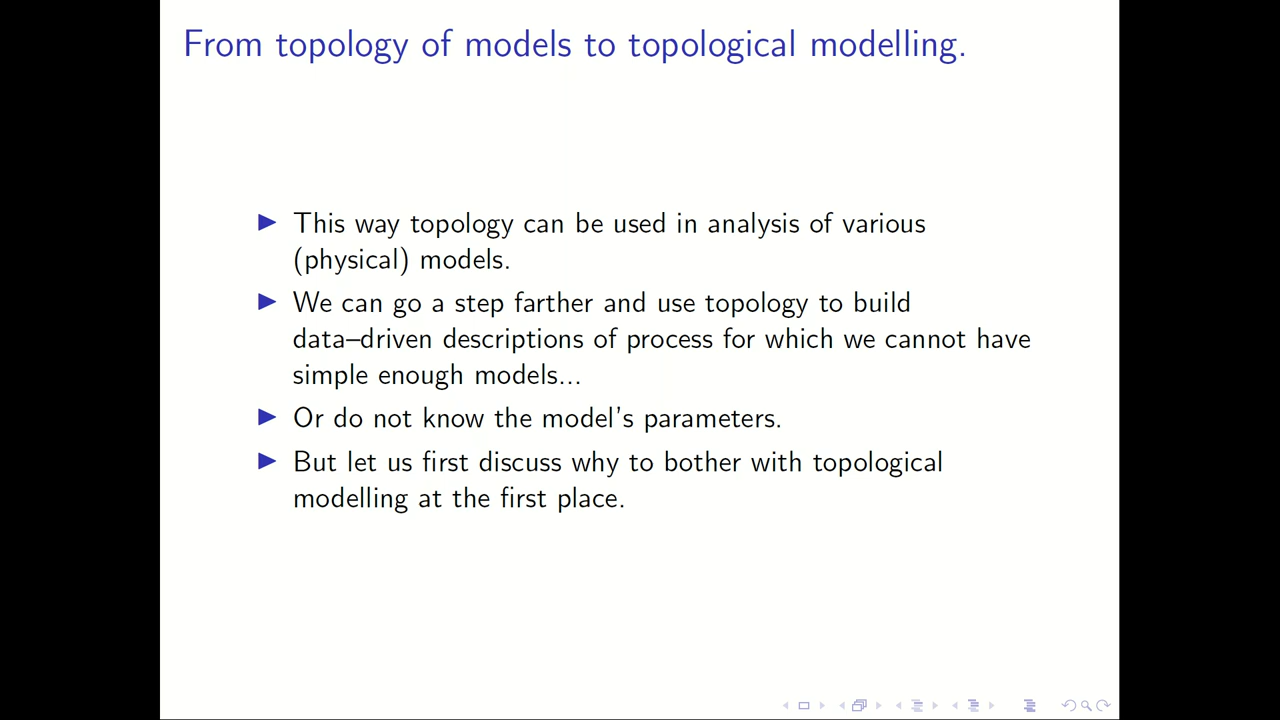 From topology of models to topological modelling.
This way topology can be used in analysis of various
(physical) models.
We can go a step farther and use topology to build
data–driven descriptions of process for which we cannot have
simple enough models...
Or do not know the model's parameters.
But let us first discuss why to bother with topological
modelling at the first place.